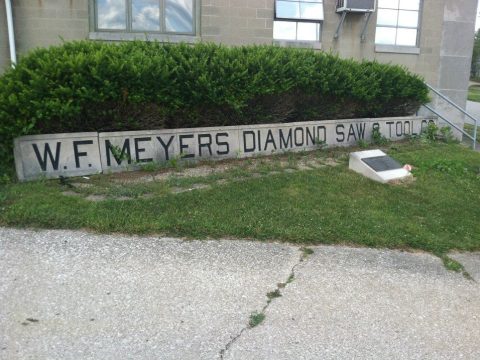 W.F. MEYERS DIAMOND SAW & TOOL CO